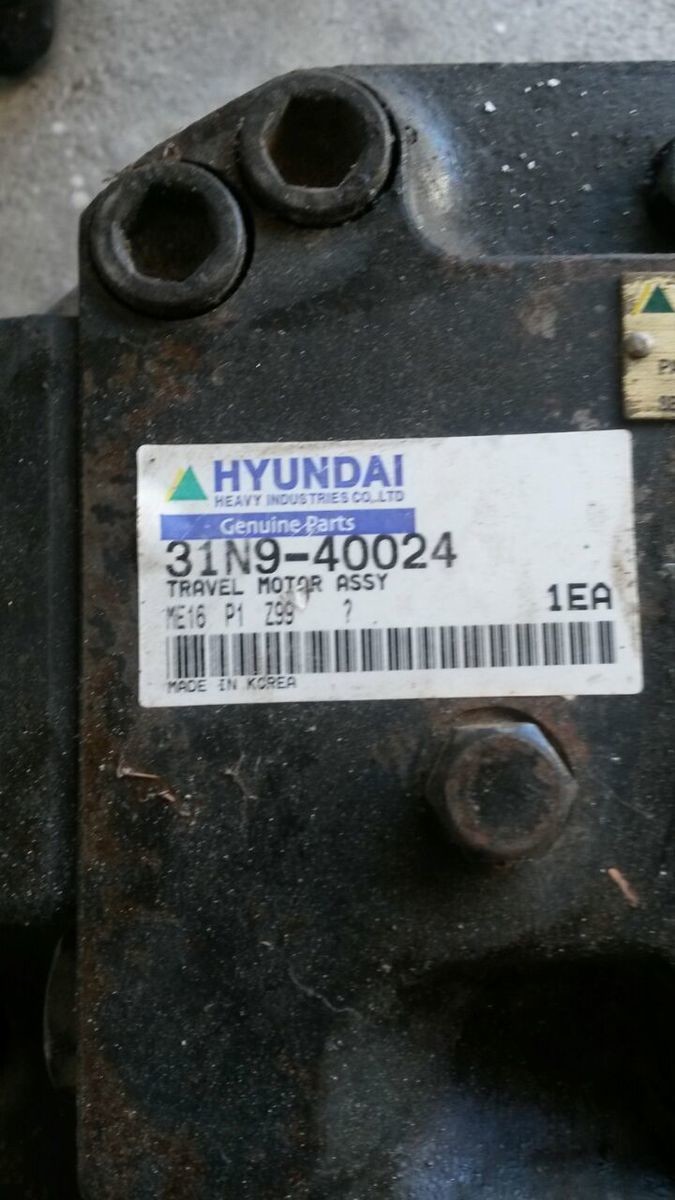 HYUNDAI
HEAVY INDUSTRIES CO.,LTD
Genuine Parts
31N9-40024
TRAVEL MOTOR ASSY
1EA
ME16 P1 Z99 ?
MADE IN KOREA